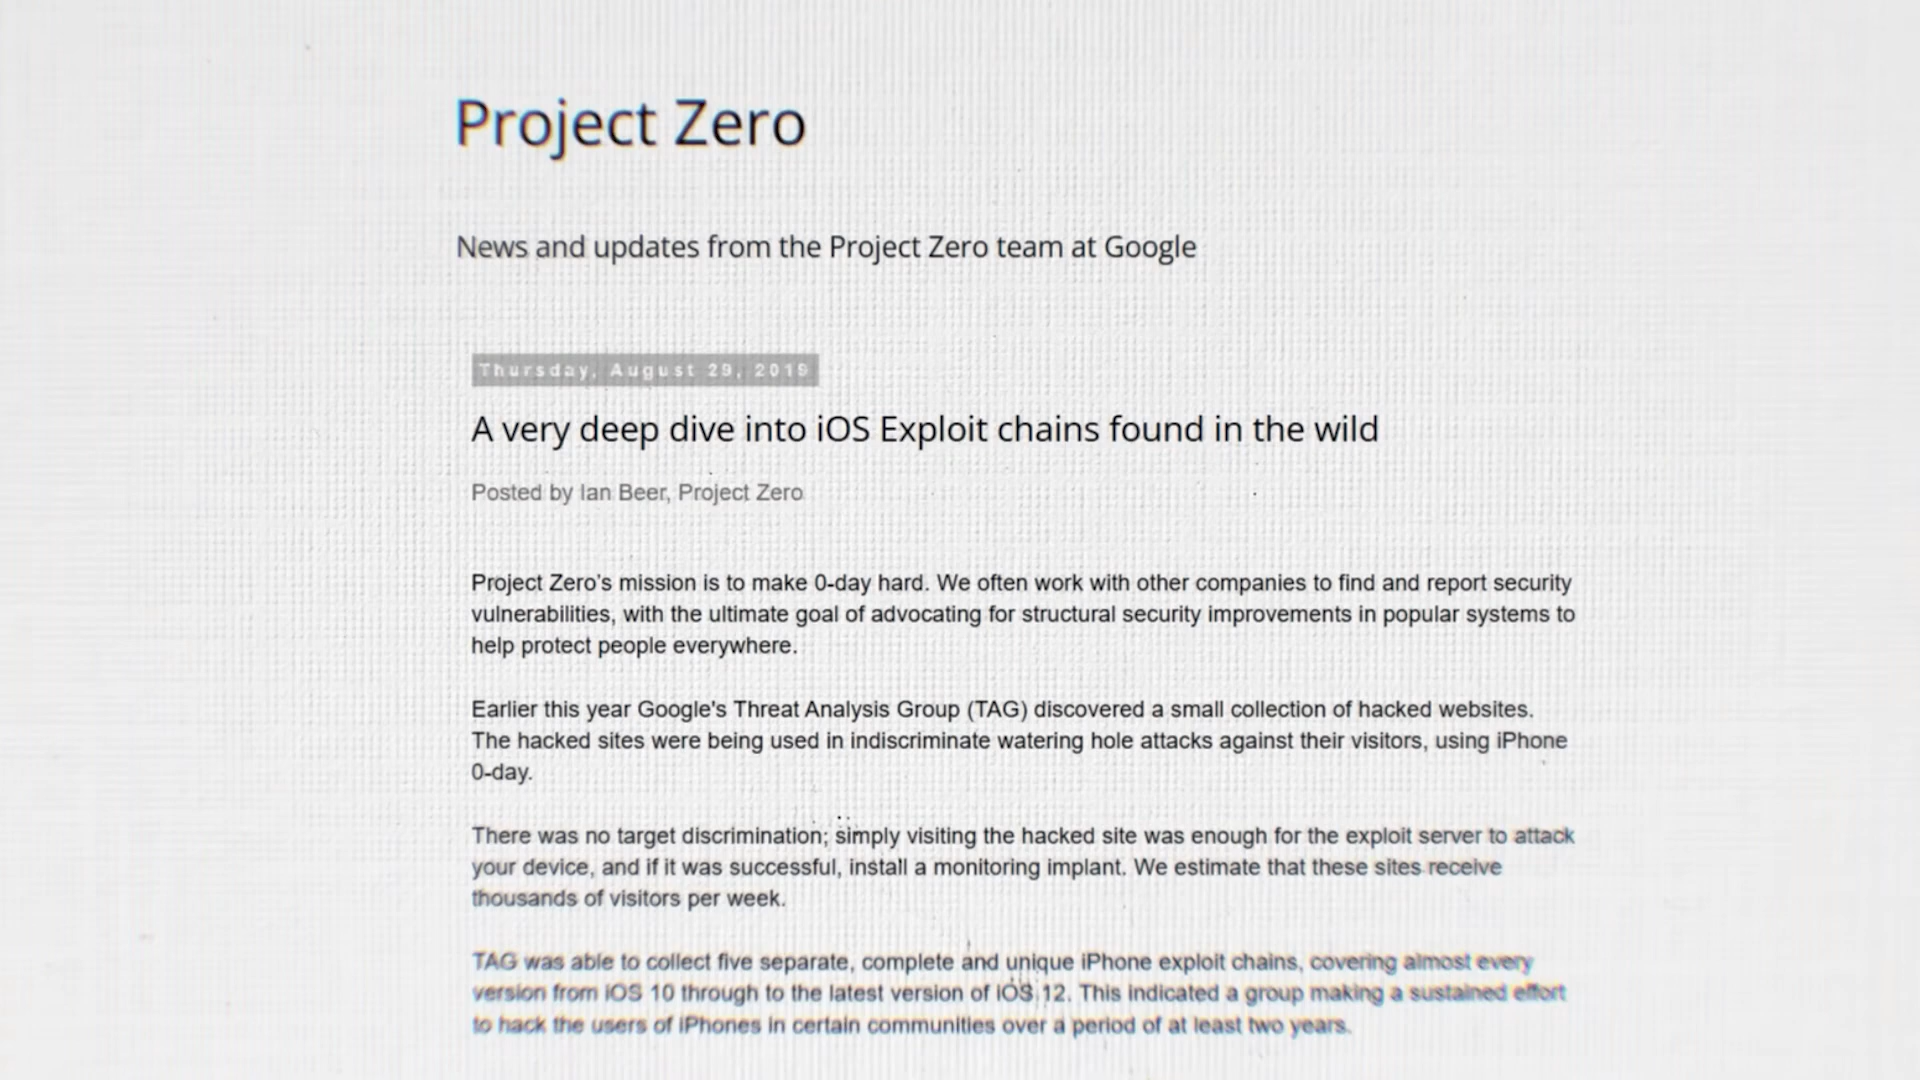 Project Zero
News and updates from the Project Zero team at Google
Thursday, August 29, 2019
A very deep dive into iOS Exploit chains found in the wild
Posted by Ian Beer, Project Zero
Project Zero's mission is to make 0-day hard. We often work with other companies to find and report security
vulnerabilities, with the ultimate goal of advocating for structural security improvements in popular systems to
help protect people everywhere.
Earlier this year Google's Threat Analysis Group (TAG) discovered a small collection of hacked websites.
The hacked sites were being used in indiscriminate watering hole attacks against their visitors, using iPhone
0-day.
There was no target discrimination; simply visiting the hacked site was enough for the exploit server to attack
your device, and if it was successful, install a monitoring implant. We estimate that these sites receive
thousands of visitors per week.
TAG was able to collect five separate, complete and unique iPhone exploit chains, covering almost every
version from iOS 10 through to the latest version of iOS 12. This indicated a group making a sustained effort
to hack the users of iPhones in certain communities over a period of at least two years.